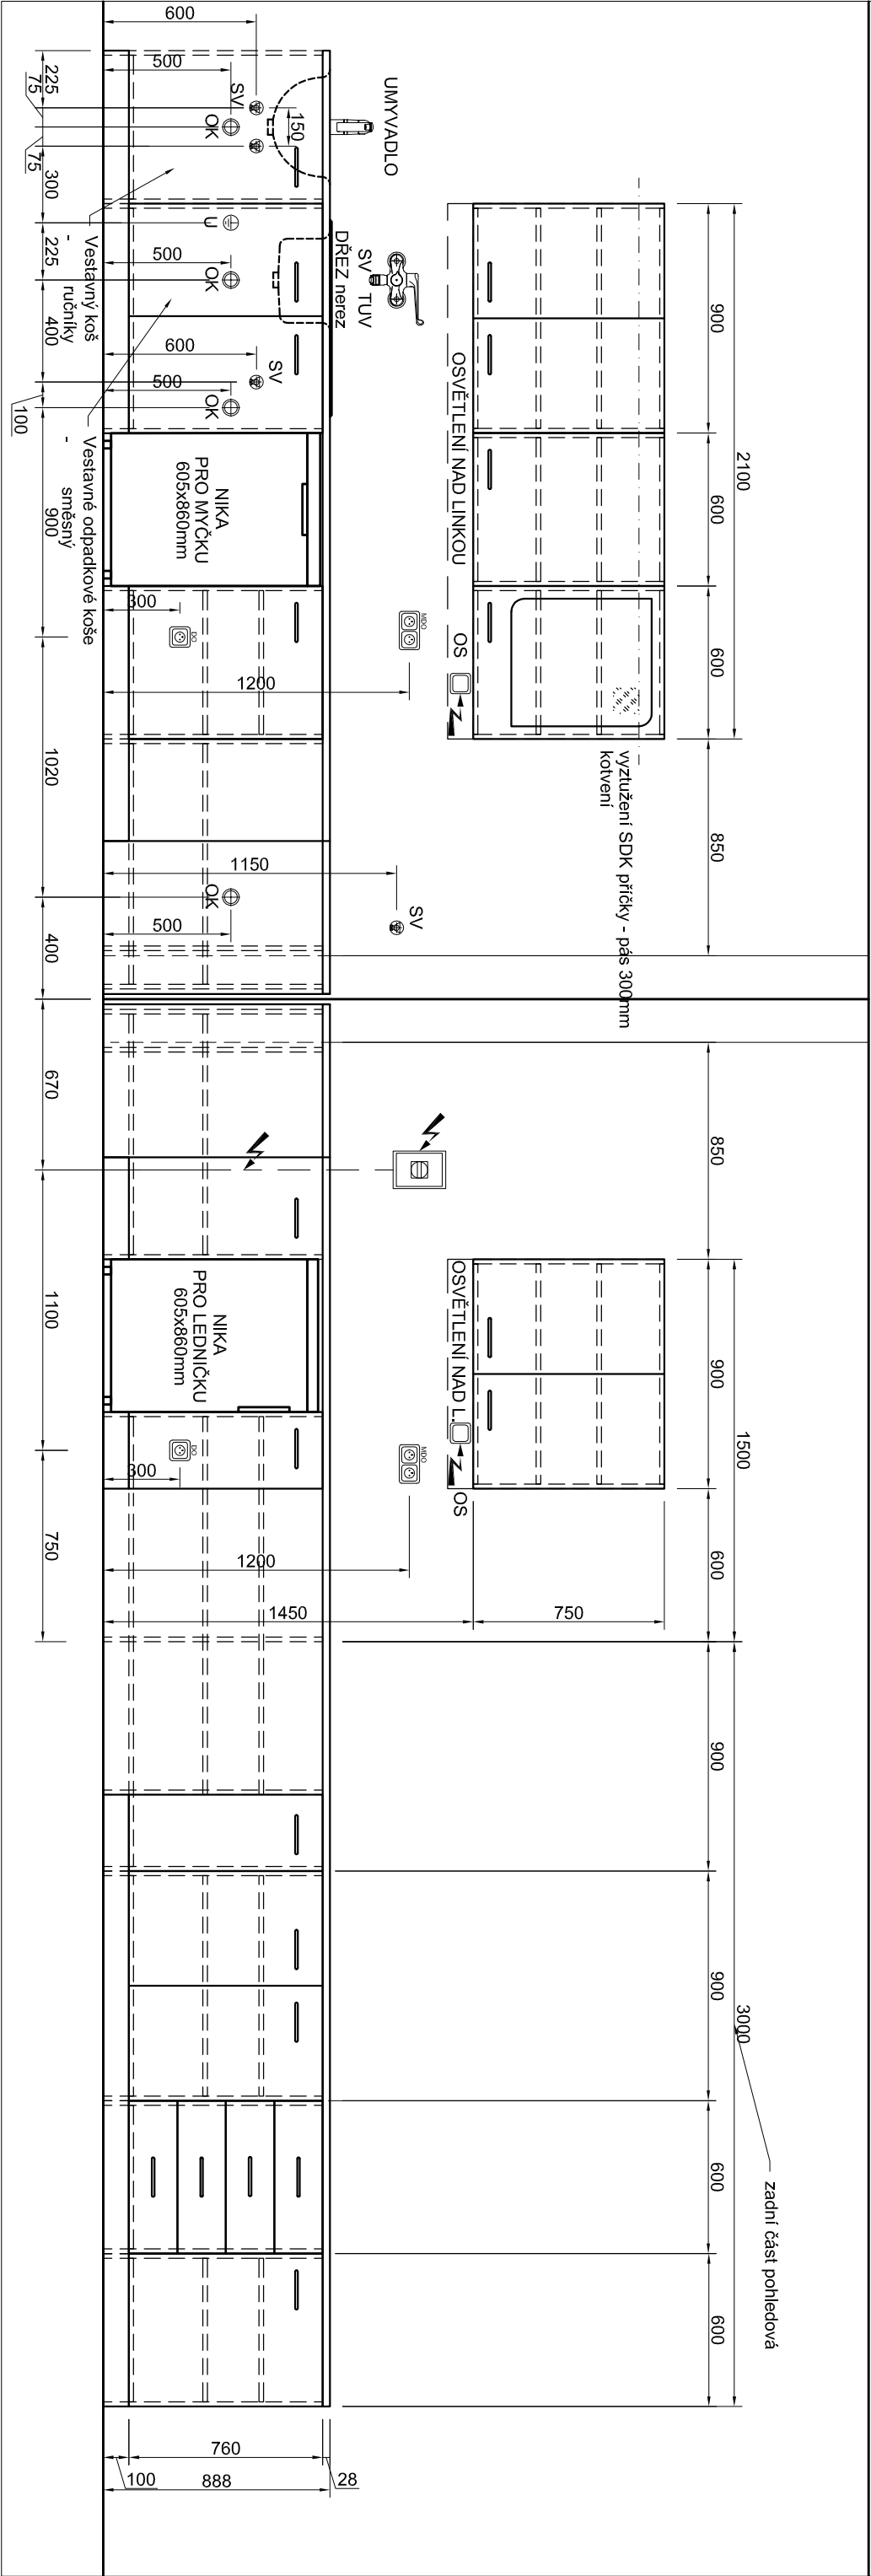 2100
900
600
600
850
vyztužení SDK příčky - pás 300mm
kotvení
OSVĚTLENÍ NAD LINKOU
OS
UMYVADLO
SV TUV
DŘEZ nerez
MDO
SV
600
500
SV
OK
150
U
500
OK
600
500
SV
OK
NIKA
PRO MYČKU
605x860mm
300
DO
1200
1150
OK
500
225
75
75
300
225
400
100
900
1020
400
Vestavný koš
- ručníky
Vestavné odpadkové koše
- směsný
850
1500
900
600
OSVĚTLENÍ NAD L.
OS
MDO
NIKA
PRO LEDNIČKU
605x860mm
300
DO
1200
1450
750
670
1100
750
3000
900
900
600
600
zadní část pohledová
28
760
100
888